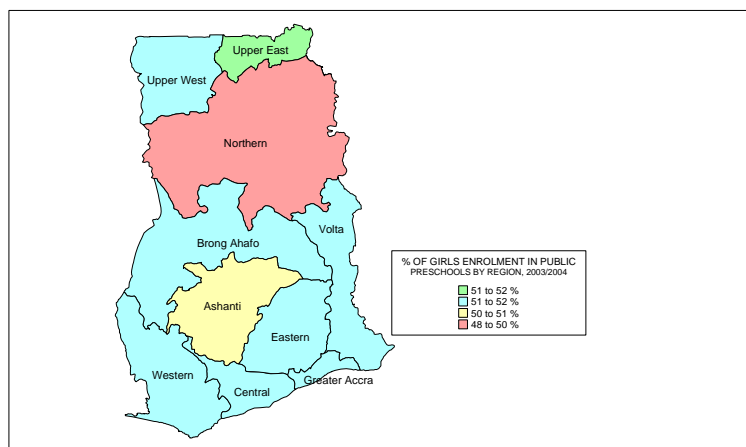 Upper East
Upper West
Northern
Volta
Brong Ahafo
% OF GIRLS ENROLMENT IN PUBLIC
PRESCHOOLS BY REGION, 2003/2004
51 to 52 %
51 to 52 %
50 to 51 %
48 to 50 %
Ashanti
Eastern
Western
Greater Accra
Central